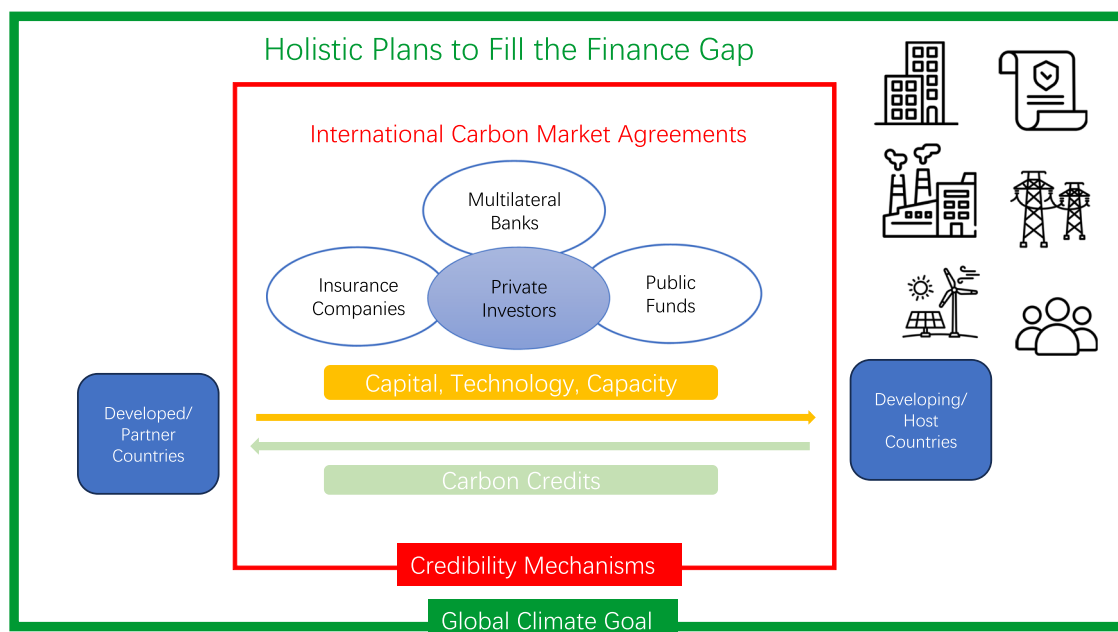 Holistic Plans to Fill the Finance Gap
International Carbon Market Agreements
Multilateral
Banks
Insurance
Companies
Private
Investors
Public
Funds
Capital, Technology, Capacity
Developed/
Partner
Countries
Developing/
Host
Countries
Carbon Credits
Credibility Mechanisms
Global Climate Goal